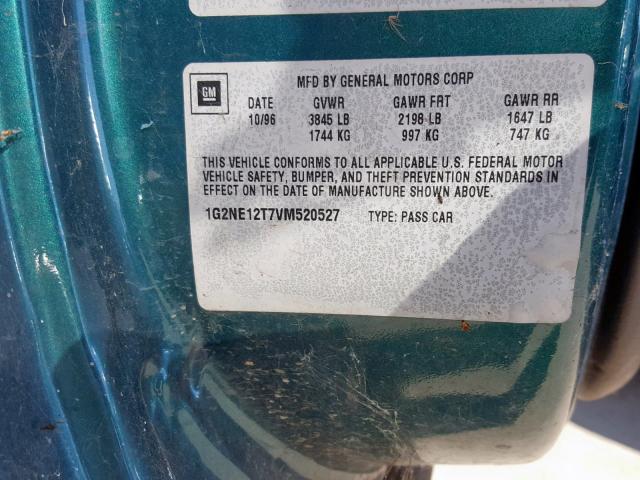 GM
MFD BY GENERAL MOTORS CORP
DATE GVWR GAWR FRT GAWR RR
10/96 3845 LB 2198 LB 1647 LB
1744 KG 997 KG 747 KG
THIS VEHICLE CONFORMS TO ALL APPLICABLE U.S. FEDERAL MOTOR
VEHICLE SAFETY, BUMPER, AND THEFT PREVENTION STANDARDS IN
EFFECT ON THE DATE OF MANUFACTURE SHOWN ABOVE.
1G2NE12T7VM520527 TYPE: PASS CAR